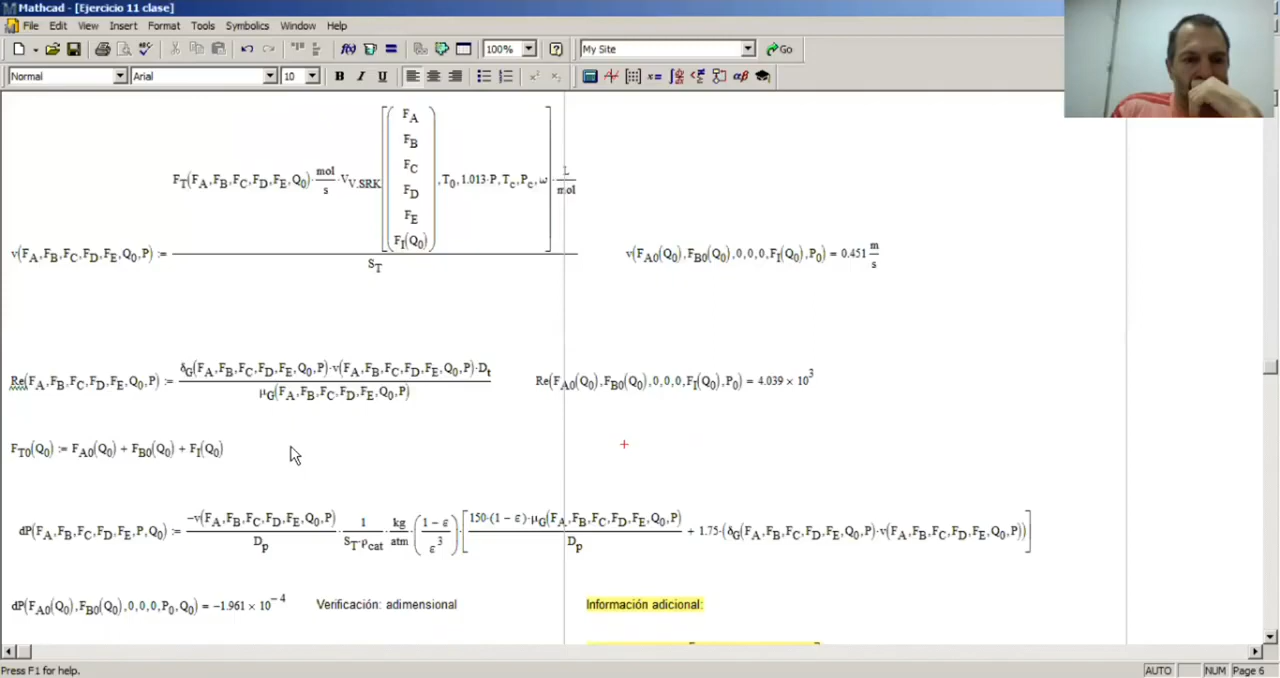 Mathcad - [Ejercicio 11 clase]
File Edit View Insert Format Tools Symbolics Window Help
100% My Site Go
Normal Arial 10 B I U
F_A
F_B
F_C
F_D
F_E
F_I(Q_0)
F_T(F_A,F_B,F_C,F_D,F_E,Q_0)·mol/s·V_V.SRK ,T_0,1.013·P,T_c,P_c,ω · L/mol
v(F_A,F_B,F_C,F_D,F_E,Q_0,P) :=
S_T
v(F_A0(Q_0),F_B0(Q_0),0,0,0,F_I(Q_0),P_0) = 0.451 m/s
Re(F_A,F_B,F_C,F_D,F_E,Q_0,P) := δ_G(F_A,F_B,F_C,F_D,F_E,Q_0,P)·v(F_A,F_B,F_C,F_D,F_E,Q_0,P)·D_t / μ_G(F_A,F_B,F_C,F_D,F_E,Q_0,P)
Re(F_A0(Q_0),F_B0(Q_0),0,0,0,F_I(Q_0),P_0) = 4.039 × 10^3
F_T0(Q_0) := F_A0(Q_0) + F_B0(Q_0) + F_I(Q_0)
dP(F_A,F_B,F_C,F_D,F_E,P,Q_0) := -v(F_A,F_B,F_C,F_D,F_E,Q_0,P)/D_p · 1/(S_T·ρ_cat) · kg/atm · ((1 - ε)/ε^3) · [150·(1 - ε)·μ_G(F_A,F_B,F_C,F_D,F_E,Q_0,P)/D_p + 1.75·(δ_G(F_A,F_B,F_C,F_D,F_E,Q_0,P)·v(F_A,F_B,F_C,F_D,F_E,Q_0,P))]
dP(F_A0(Q_0),F_B0(Q_0),0,0,0,P_0,Q_0) = -1.961 × 10^-4 Verificación: adimensional
Información adicional:
Press F1 for help. AUTO NUM Page 6